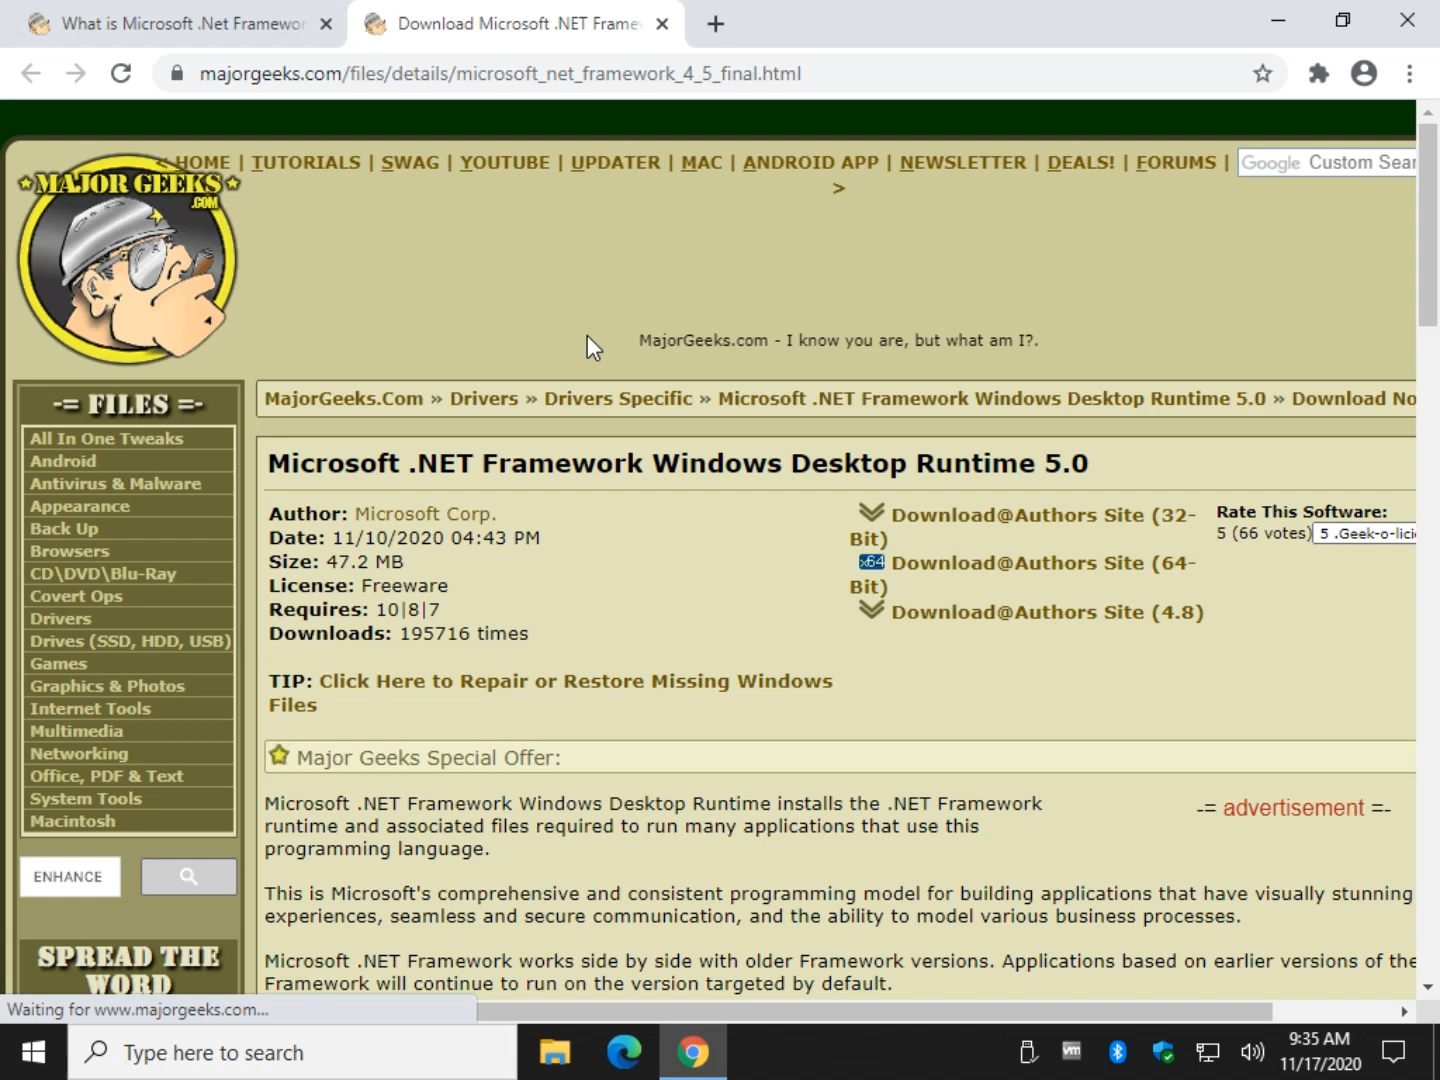 What is Microsoft .Net Framewor
Download Microsoft .NET Frame
majorgeeks.com/files/details/microsoft_net_framework_4_5_final.html
< HOME | TUTORIALS | SWAG | YOUTUBE | UPDATER | MAC | ANDROID APP | NEWSLETTER | DEALS! | FORUMS |
>
Google Custom Sear
MAJOR GEEKS
.COM
MajorGeeks.com - I know you are, but what am I?.
-= FILES =-
All In One Tweaks
Android
Antivirus & Malware
Appearance
Back Up
Browsers
CD\DVD\Blu-Ray
Covert Ops
Drivers
Drives (SSD, HDD, USB)
Games
Graphics & Photos
Internet Tools
Multimedia
Networking
Office, PDF & Text
System Tools
Macintosh
ENHANCE
SPREAD THE
WORD
MajorGeeks.Com » Drivers » Drivers Specific » Microsoft .NET Framework Windows Desktop Runtime 5.0 » Download No
Microsoft .NET Framework Windows Desktop Runtime 5.0
Author: Microsoft Corp.
Date: 11/10/2020 04:43 PM
Size: 47.2 MB
License: Freeware
Requires: 10|8|7
Downloads: 195716 times
Download@Authors Site (32-
Bit)
x64 Download@Authors Site (64-
Bit)
Download@Authors Site (4.8)
Rate This Software:
5 (66 votes) 5 .Geek-o-lici
TIP: Click Here to Repair or Restore Missing Windows
Files
Major Geeks Special Offer:
Microsoft .NET Framework Windows Desktop Runtime installs the .NET Framework
runtime and associated files required to run many applications that use this
programming language.
-= advertisement =-
This is Microsoft's comprehensive and consistent programming model for building applications that have visually stunning
experiences, seamless and secure communication, and the ability to model various business processes.
Microsoft .NET Framework works side by side with older Framework versions. Applications based on earlier versions of the
Framework will continue to run on the version targeted by default.
Waiting for www.majorgeeks.com...
Type here to search
vm
9:35 AM
11/17/2020